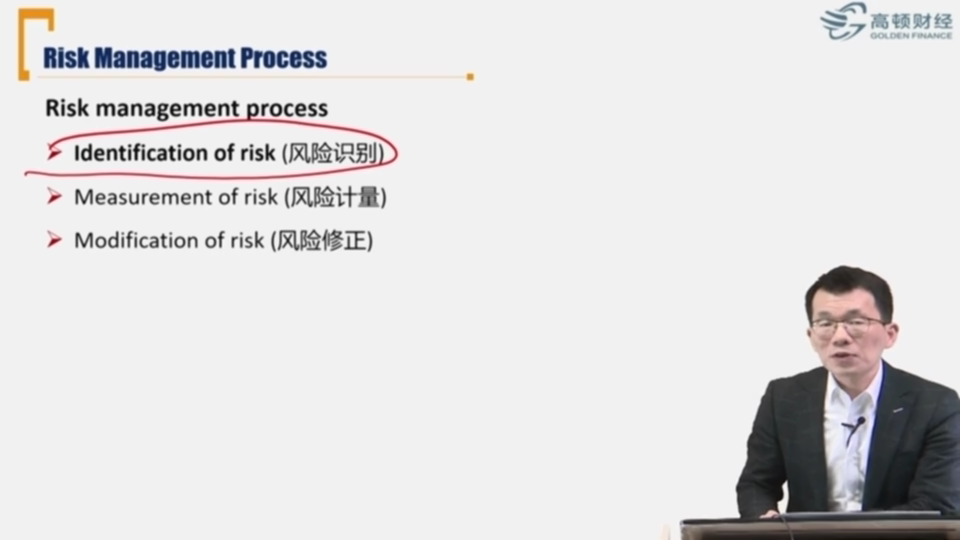 Risk Management Process
高顿财经
GOLDEN FINANCE
Risk management process
Identification of risk (风险识别)
Measurement of risk (风险计量)
Modification of risk (风险修正)